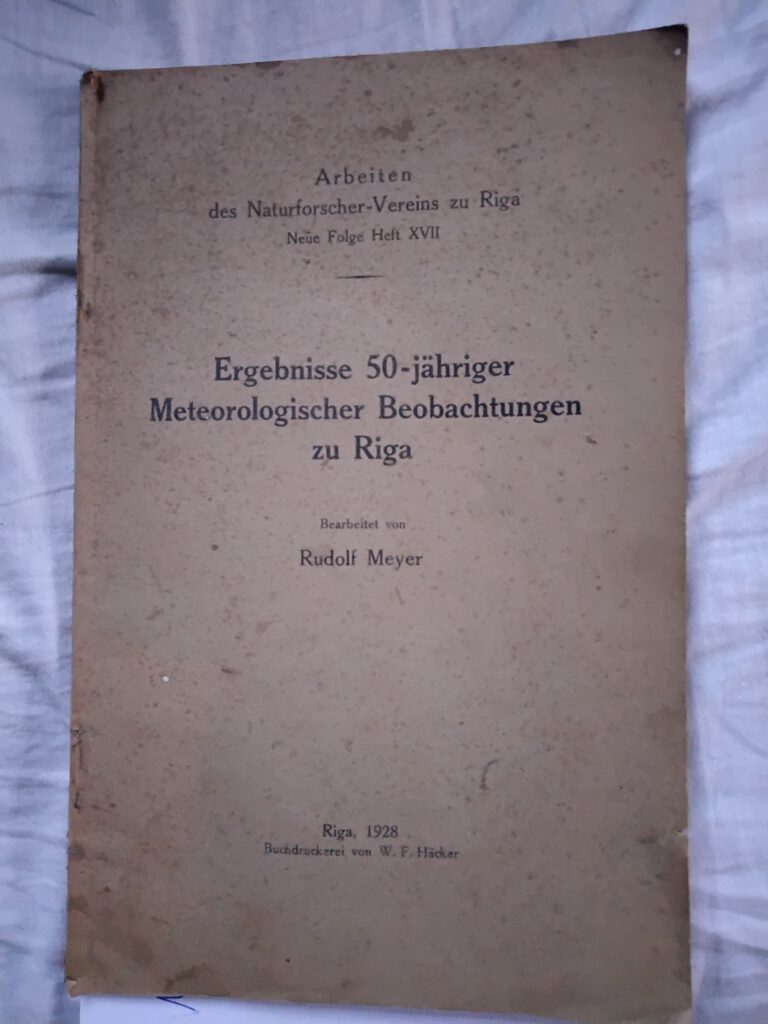 Arbeiten
des Naturforscher-Vereins zu Riga
Neue Folge Heft XVII
Ergebnisse 50-jähriger
Meteorologischer Beobachtungen
zu Riga
Bearbeitet von
Rudolf Meyer
Riga, 1928
Buchdruckerei von W. F. Häcker